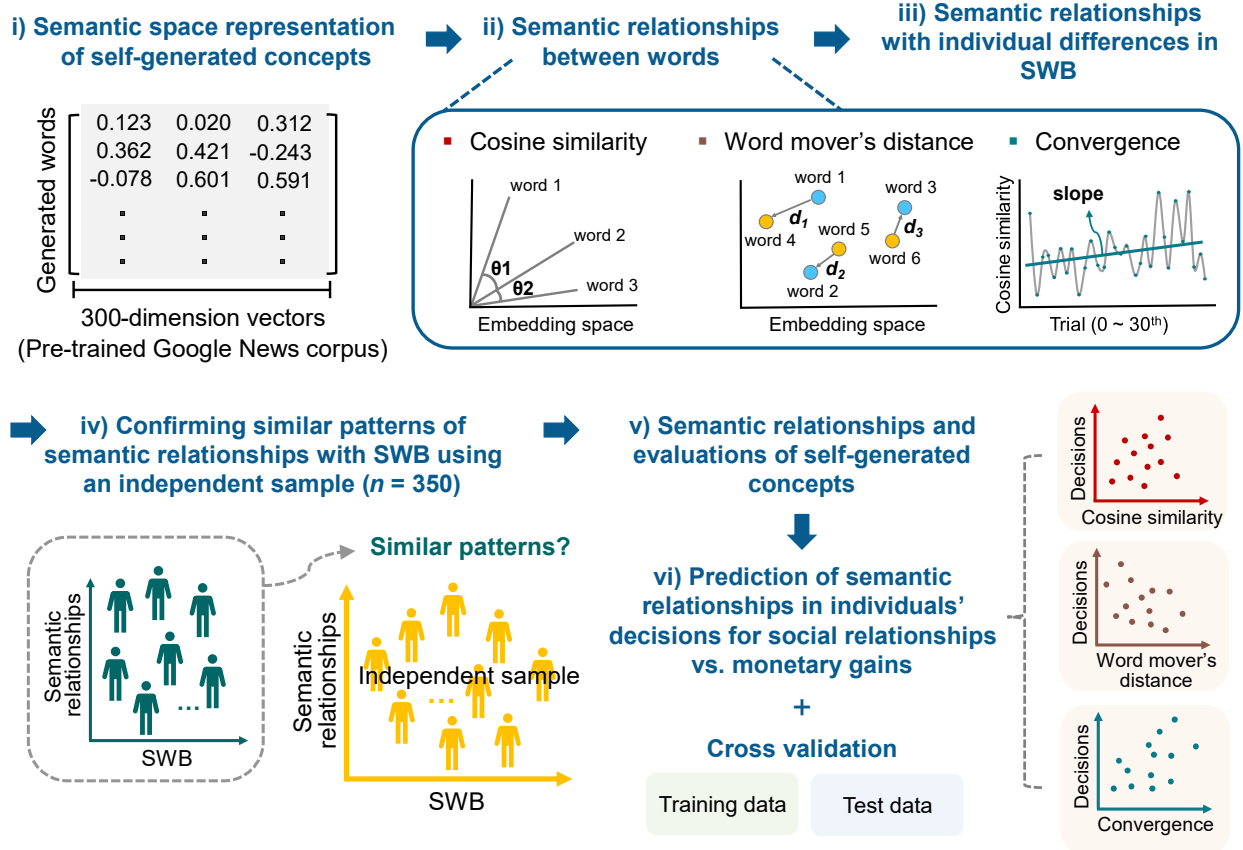 i) Semantic space representation
of self-generated concepts
ii) Semantic relationships
between words
iii) Semantic relationships
with individual differences in
SWB
Generated words
0.123 0.020 0.312
0.362 0.421 -0.243
-0.078 0.601 0.591
300-dimension vectors
(Pre-trained Google News corpus)
Cosine similarity
word 1
word 2
word 3
θ1
θ2
Embedding space
Word mover's distance
word 1
word 3
d1
word 4
word 5
d3
d2
word 6
word 2
Embedding space
Convergence
Cosine similarity
slope
Trial (0 ~ 30th)
iv) Confirming similar patterns of
semantic relationships with SWB using
an independent sample (n = 350)
Semantic
relationships
SWB
Similar patterns?
Semantic
relationships
Independent sample
...
...
SWB
v) Semantic relationships and
evaluations of self-generated
concepts
vi) Prediction of semantic
relationships in individuals'
decisions for social relationships
vs. monetary gains
+
Cross validation
Training data
Test data
Decisions
Cosine similarity
Decisions
Word mover's
distance
Decisions
Convergence